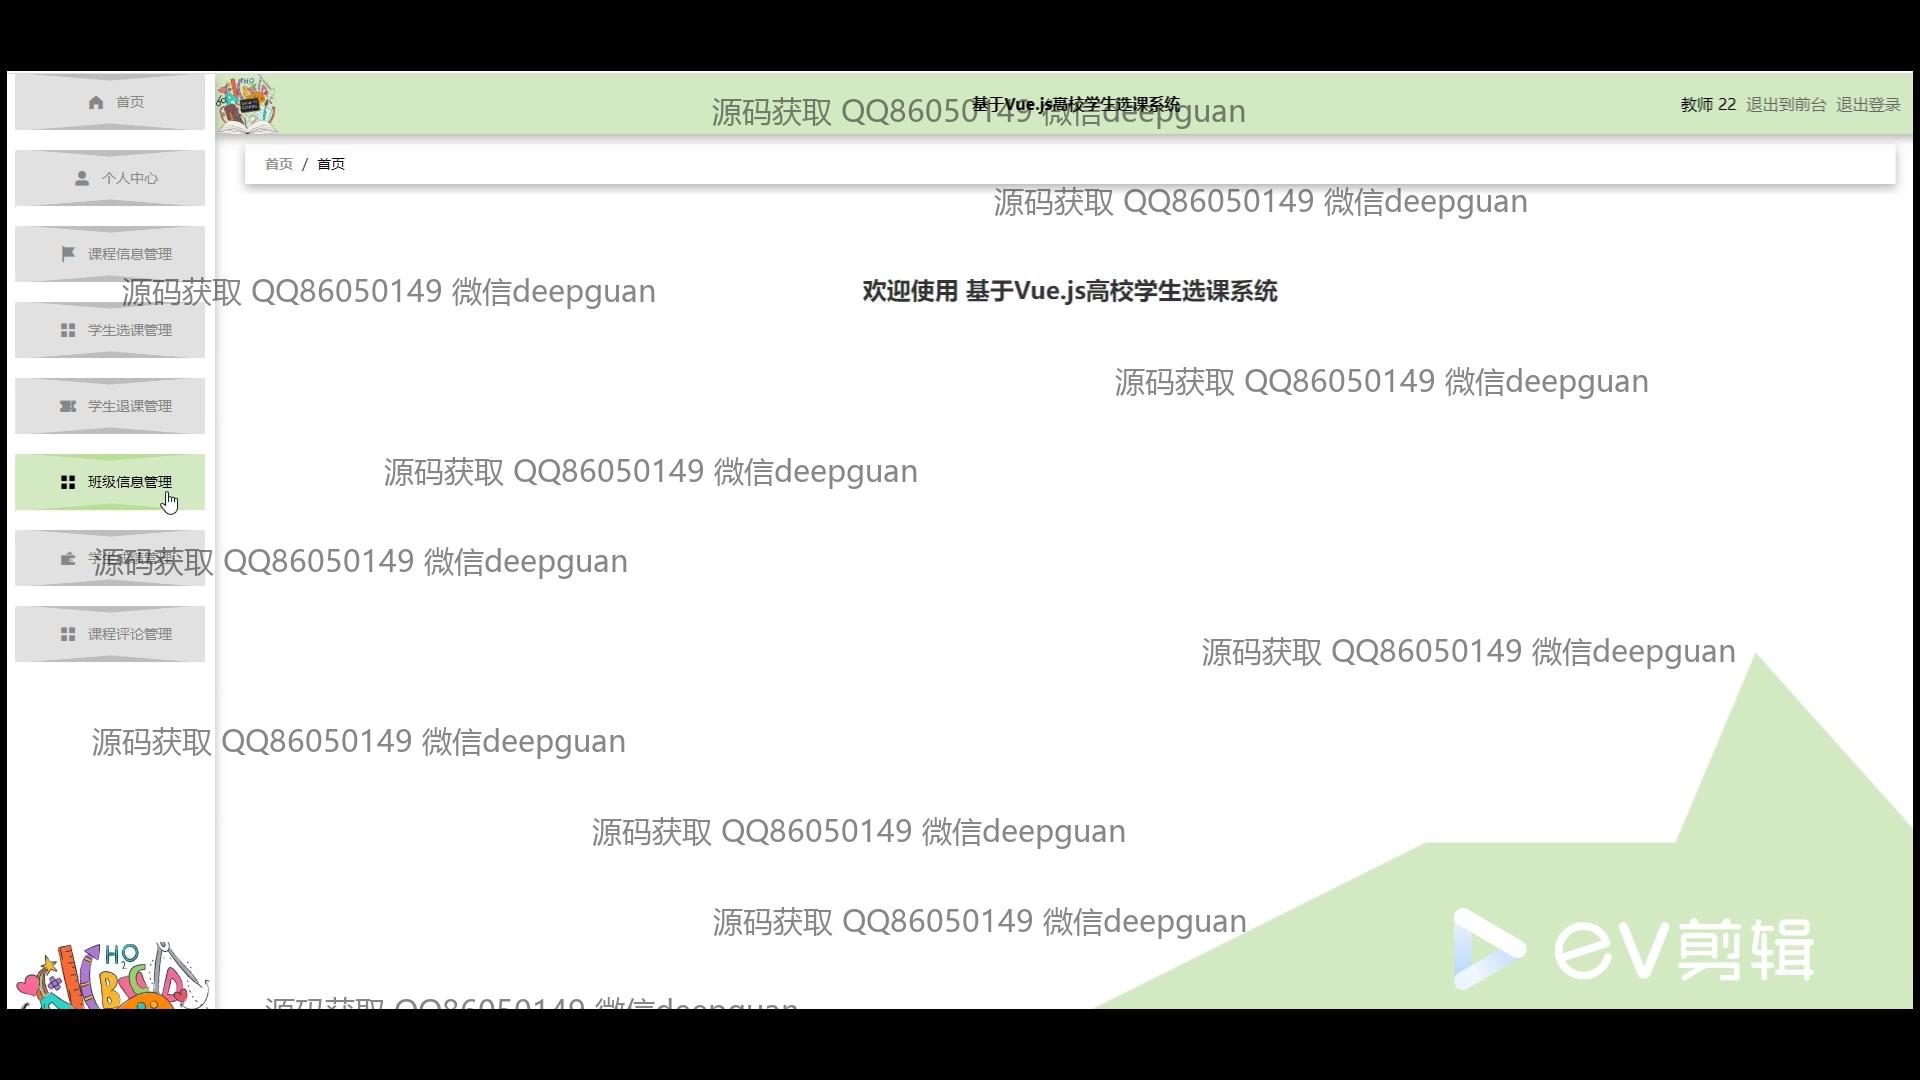 首页
基于Vue.js高校学生选课系统
教师 22 退出到前台 退出登录
源码获取 QQ86050149 微信deepguan
首页 / 首页
个人中心
源码获取 QQ86050149 微信deepguan
课程信息管理
源码获取 QQ86050149 微信deepguan
欢迎使用 基于Vue.js高校学生选课系统
学生选课管理
源码获取 QQ86050149 微信deepguan
学生退课管理
源码获取 QQ86050149 微信deepguan
班级信息管理
学生成绩管理
源码获取 QQ86050149 微信deepguan
课程评论管理
源码获取 QQ86050149 微信deepguan
源码获取 QQ86050149 微信deepguan
源码获取 QQ86050149 微信deepguan
源码获取 QQ86050149 微信deepguan
EV剪辑
源码获取 QQ86050149 微信deepguan